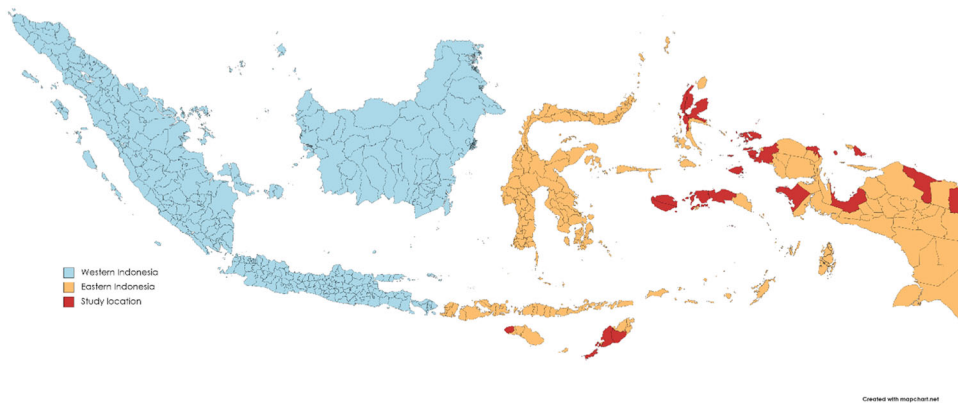 Western Indonesia
Eastern Indonesia
Study location
Created with mapchart.net